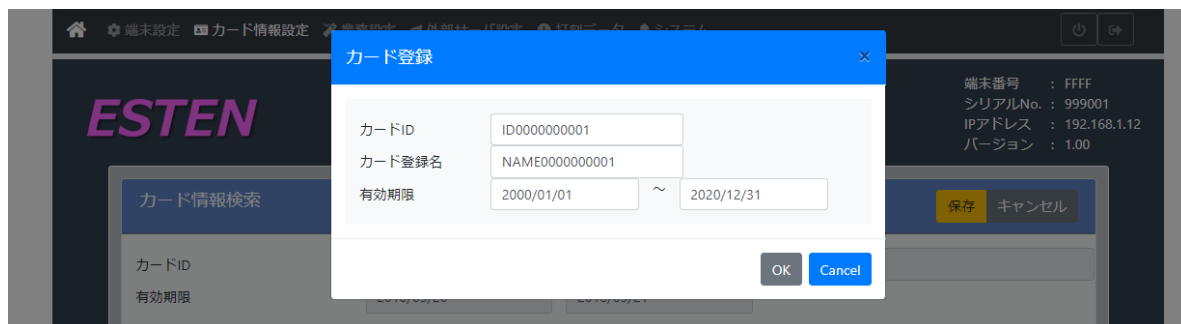 端末設定 カード情報設定
カード登録 ×
ESTEN
端末番号 : FFFF
シリアルNo. : 999001
IPアドレス : 192.168.1.12
バージョン : 1.00
カードID ID0000000001
カード登録名 NAME0000000001
有効期限 2000/01/01 ～ 2020/12/31
カード情報検索 保存 キャンセル
OK Cancel
カードID
有効期限